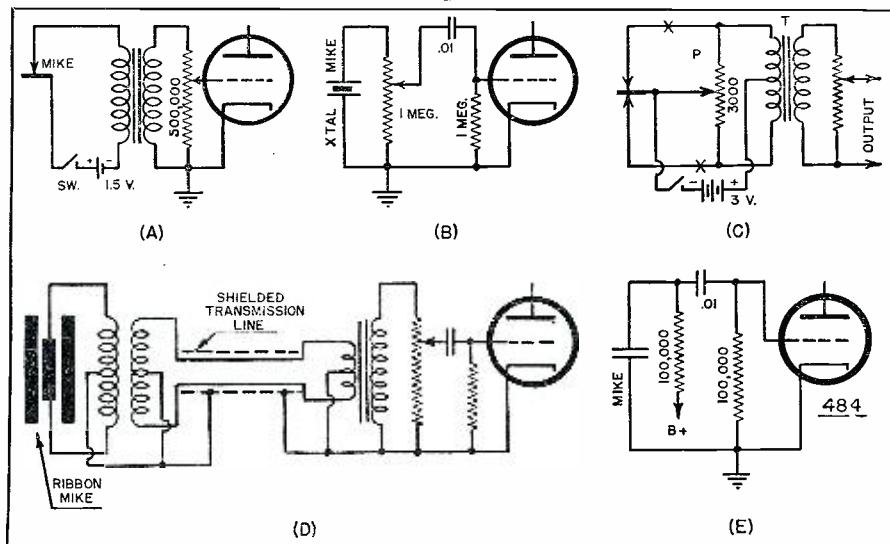 MIKE
500,000
SW.
+ -
1.5 V.
(A)
XTAL MIKE
1 MEG.
.01
1 MEG.
(B)
X
P
3000
T
X
- +
3 V.
OUTPUT
(C)
SHIELDED
TRANSMISSION
LINE
RIBBON
MIKE
(D)
MIKE
100,000
B+
.01
100,000
484
(E)